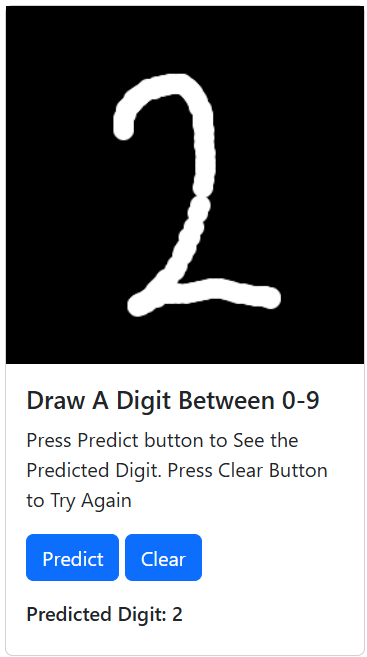 2
Draw A Digit Between 0-9
Press Predict button to See the
Predicted Digit. Press Clear Button
to Try Again
Predict Clear
Predicted Digit: 2